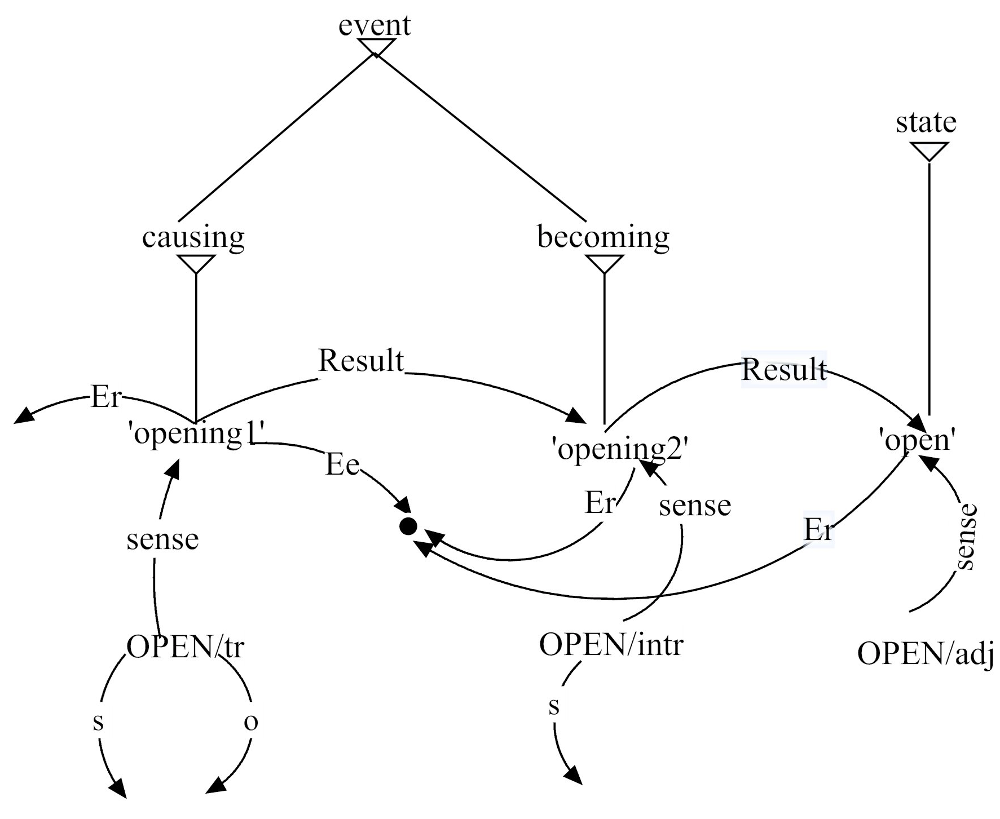 event
state
causing
becoming
Result
Result
Er
'opening1'
'opening2'
'open'
Ee
Er
sense
Er
sense
sense
OPEN/tr
OPEN/intr
OPEN/adj
s
o
s